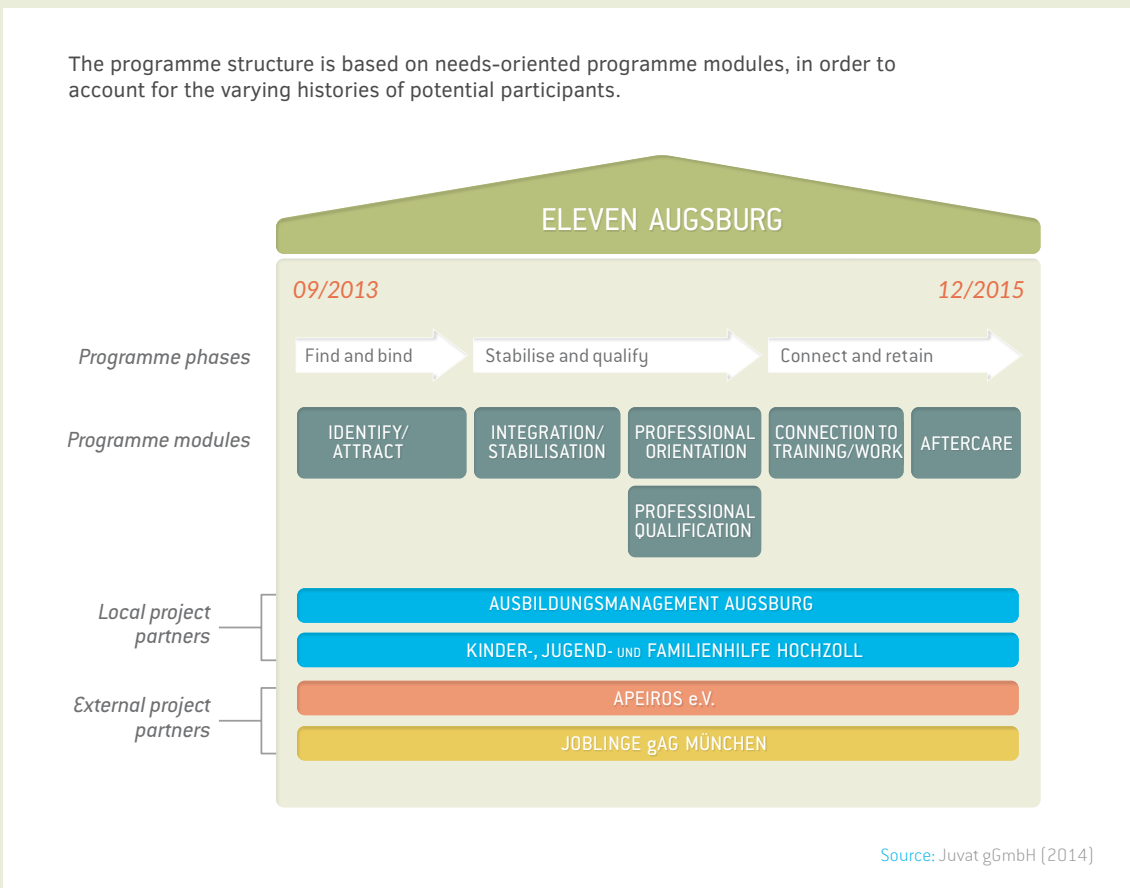 The programme structure is based on needs-oriented programme modules, in order to
account for the varying histories of potential participants.
ELEVEN AUGSBURG
09/2013
12/2015
Programme phases
Find and bind
Stabilise and qualify
Connect and retain
Programme modules
IDENTIFY/
ATTRACT
INTEGRATION/
STABILISATION
PROFESSIONAL
ORIENTATION
CONNECTION TO
TRAINING/WORK
AFTERCARE
PROFESSIONAL
QUALIFICATION
Local project
partners
AUSBILDUNGSMANAGEMENT AUGSBURG
KINDER-, JUGEND- UND FAMILIENHILFE HOCHZOLL
External project
partners
APEIROS e.V.
JOBLINGE gAG MÜNCHEN
Source: Juvat gGmbH (2014)